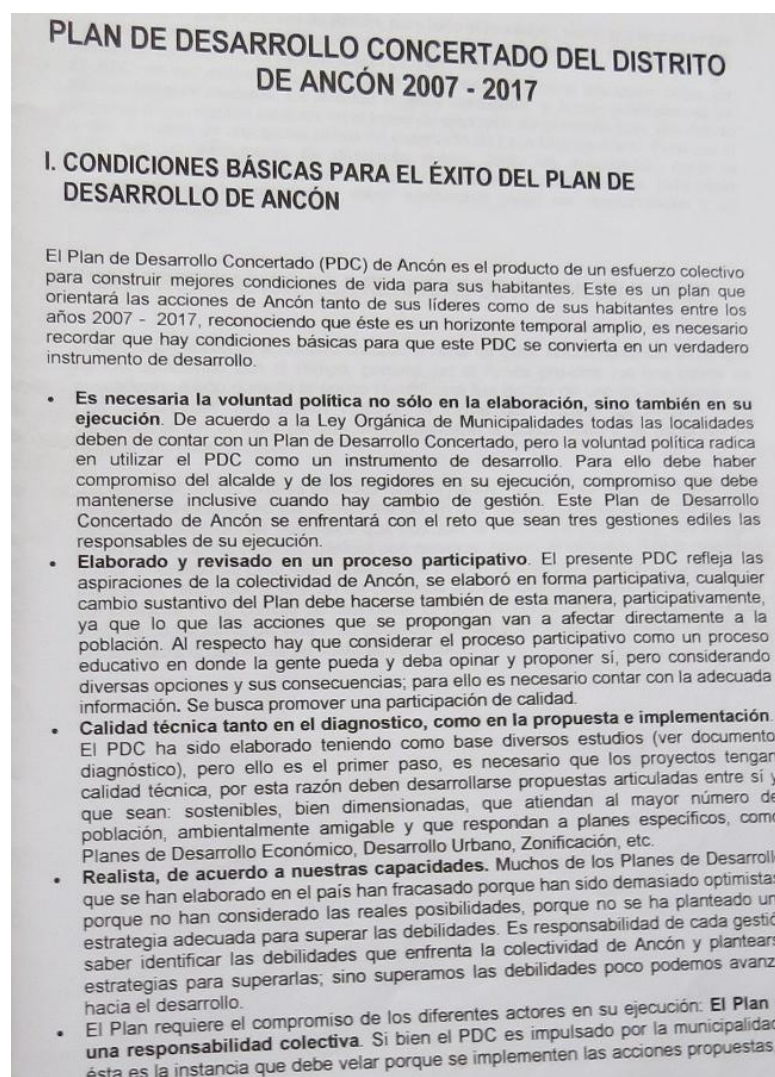 PLAN DE DESARROLLO CONCERTADO DEL DISTRITO
DE ANCÓN 2007 - 2017
I. CONDICIONES BÁSICAS PARA EL ÉXITO DEL PLAN DE
DESARROLLO DE ANCÓN
El Plan de Desarrollo Concertado (PDC) de Ancón es el producto de un esfuerzo colectivo
para construir mejores condiciones de vida para sus habitantes. Este es un plan que
orientará las acciones de Ancón tanto de sus líderes como de sus habitantes entre los
años 2007 - 2017, reconociendo que éste es un horizonte temporal amplio, es necesario
recordar que hay condiciones básicas para que este PDC se convierta en un verdadero
instrumento de desarrollo.
• Es necesaria la voluntad política no sólo en la elaboración, sino también en su
ejecución. De acuerdo a la Ley Orgánica de Municipalidades todas las localidades
deben de contar con un Plan de Desarrollo Concertado, pero la voluntad política radica
en utilizar el PDC como un instrumento de desarrollo. Para ello debe haber
compromiso del alcalde y de los regidores en su ejecución, compromiso que debe
mantenerse inclusive cuando hay cambio de gestión. Este Plan de Desarrollo
Concertado de Ancón se enfrentará con el reto que sean tres gestiones ediles las
responsables de su ejecución.
• Elaborado y revisado en un proceso participativo. El presente PDC refleja las
aspiraciones de la colectividad de Ancón, se elaboró en forma participativa, cualquier
cambio sustantivo del Plan debe hacerse también de esta manera, participativamente,
ya que lo que las acciones que se propongan van a afectar directamente a la
población. Al respecto hay que considerar el proceso participativo como un proceso
educativo en donde la gente pueda y deba opinar y proponer sí, pero considerando
diversas opciones y sus consecuencias; para ello es necesario contar con la adecuada
información. Se busca promover una participación de calidad.
• Calidad técnica tanto en el diagnostico, como en la propuesta e implementación.
El PDC ha sido elaborado teniendo como base diversos estudios (ver documento
diagnóstico), pero ello es el primer paso, es necesario que los proyectos tengan
calidad técnica, por esta razón deben desarrollarse propuestas articuladas entre sí y
que sean: sostenibles, bien dimensionadas, que atiendan al mayor número de
población, ambientalmente amigable y que respondan a planes específicos, como
Planes de Desarrollo Económico, Desarrollo Urbano, Zonificación, etc.
• Realista, de acuerdo a nuestras capacidades. Muchos de los Planes de Desarroll
que se han elaborado en el país han fracasado porque han sido demasiado optimistas
porque no han considerado las reales posibilidades, porque no se ha planteado un
estrategia adecuada para superar las debilidades. Es responsabilidad de cada gestió
saber identificar las debilidades que enfrenta la colectividad de Ancón y plantears
estrategias para superarlas; sino superamos las debilidades poco podemos avanz
hacia el desarrollo.
• El Plan requiere el compromiso de los diferentes actores en su ejecución: El Plan
una responsabilidad colectiva. Si bien el PDC es impulsado por la municipalidad
ésta es la instancia que debe velar porque se implementen las acciones propuestas